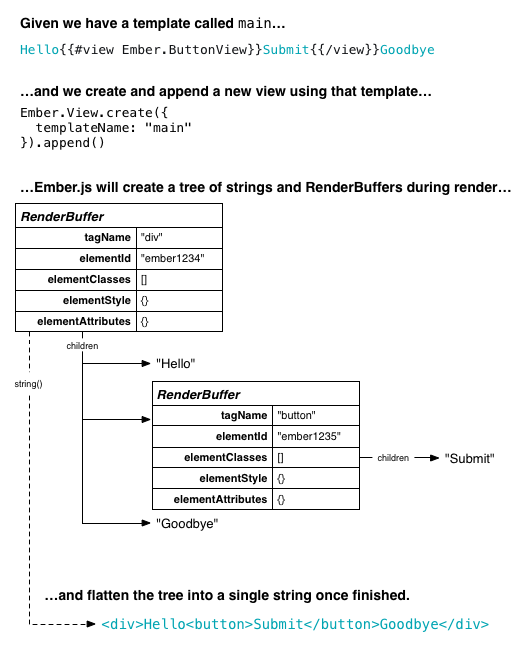 Given we have a template called main…
Hello{{#view Ember.ButtonView}}Submit{{/view}}Goodbye
…and we create and append a new view using that template…
Ember.View.create({
  templateName: "main"
}).append()
…Ember.js will create a tree of strings and RenderBuffers during render…
RenderBuffer
tagName "div"
elementId "ember1234"
elementClasses []
elementStyle {}
elementAttributes {}
children
"Hello"
string()
RenderBuffer
tagName "button"
elementId "ember1235"
elementClasses []
elementStyle {}
elementAttributes {}
children
"Submit"
"Goodbye"
…and flatten the tree into a single string once finished.
<div>Hello<button>Submit</button>Goodbye</div>